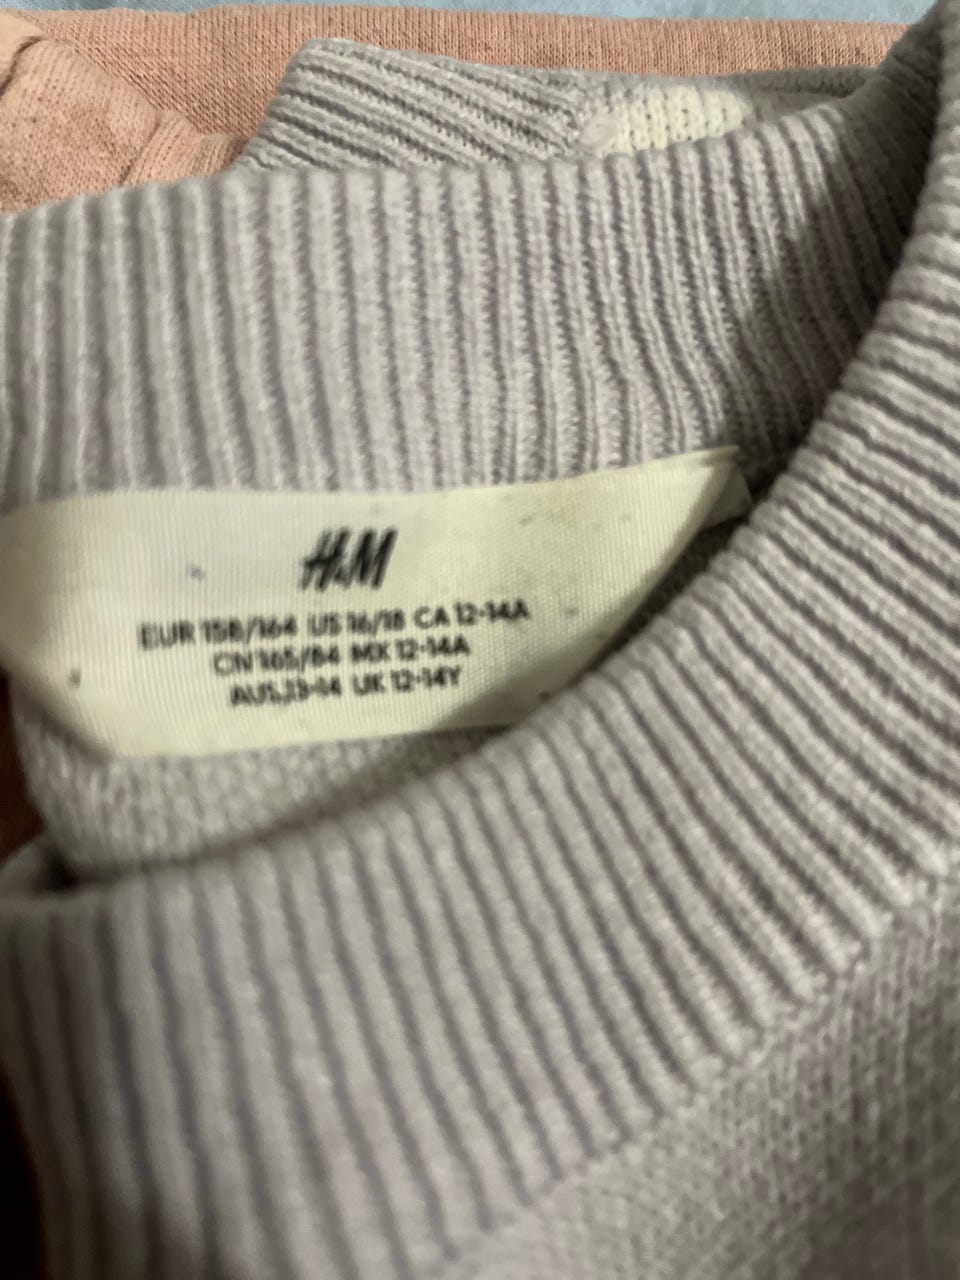 H&M
EUR 158/164 US 16/18 CA 12-14A
CN 165/84 MX 12-14A
AUS,13-14 UK 12-14Y